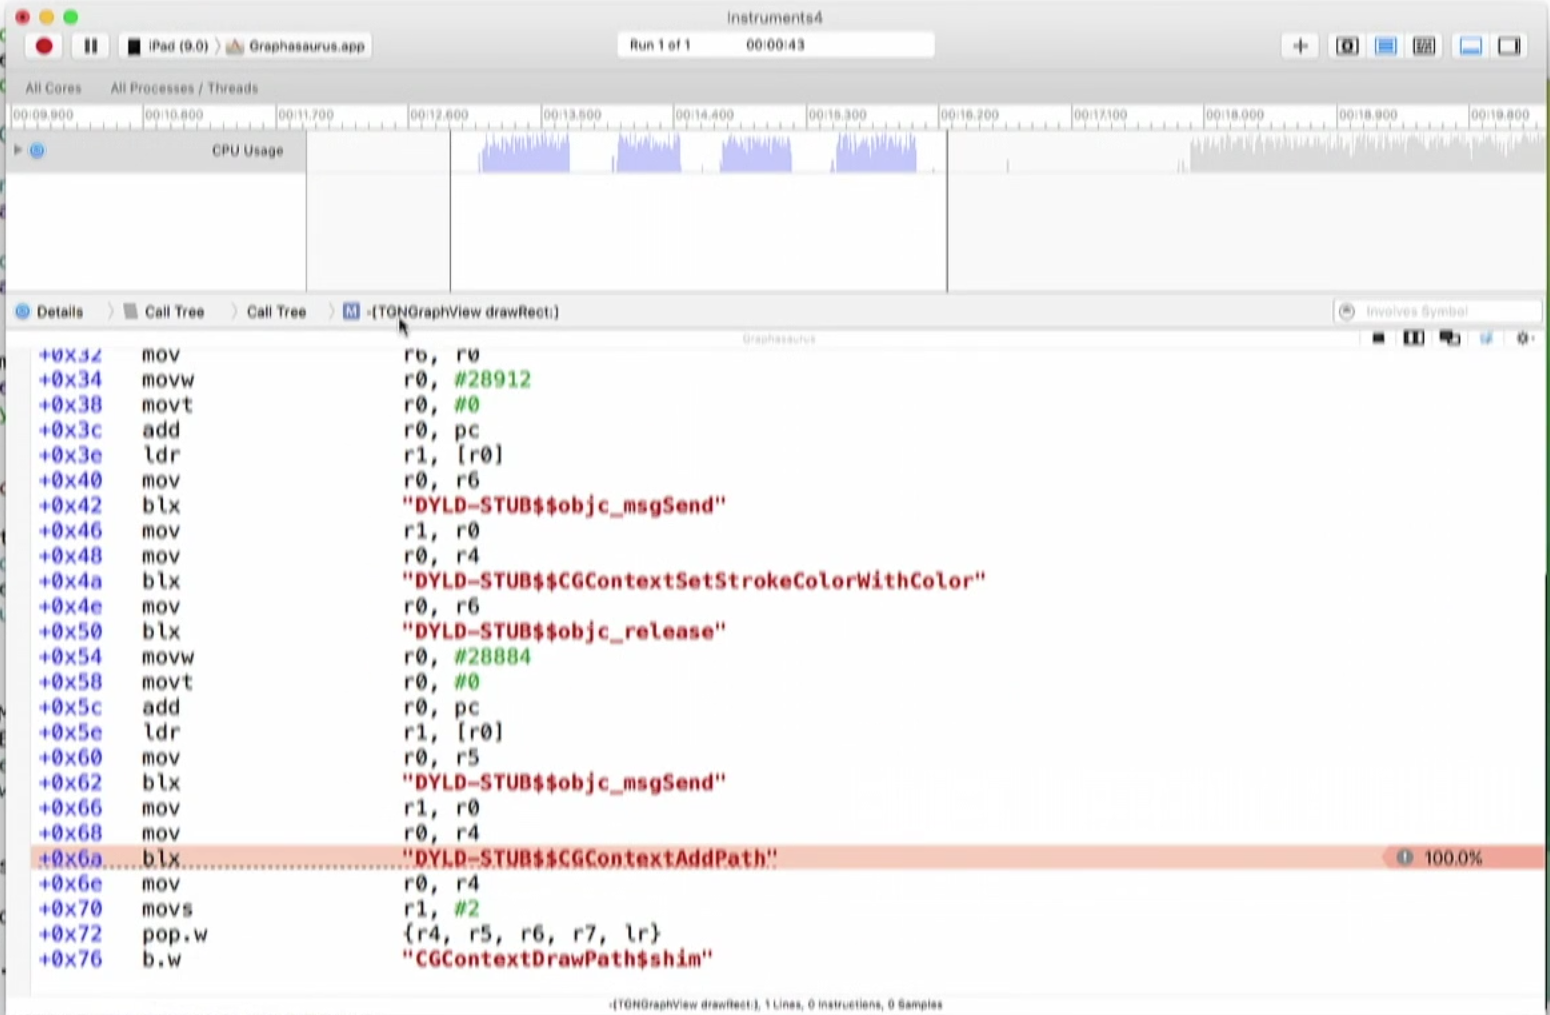 Instruments4
iPad (9.0) Graphasaurus.app Run 1 of 1 00:00:43
All Cores All Processes / Threads
00:09.900 00:10.800 00:11.700 00:12.600 00:13.500 00:14.400 00:15.300 00:16.200 00:17.100 00:18.000 00:18.900 00:19.800
CPU Usage
Details Call Tree Call Tree M -[TGNGraphView drawRect:] Involves Symbol
Graphasaurus
+0x32 mov r6, r0
+0x34 movw r0, #28912
+0x38 movt r0, #0
+0x3c add r0, pc
+0x3e ldr r1, [r0]
+0x40 mov r0, r6
+0x42 blx "DYLD-STUB$$objc_msgSend"
+0x46 mov r1, r0
+0x48 mov r0, r4
+0x4a blx "DYLD-STUB$$CGContextSetStrokeColorWithColor"
+0x4e mov r0, r6
+0x50 blx "DYLD-STUB$$objc_release"
+0x54 movw r0, #28884
+0x58 movt r0, #0
+0x5c add r0, pc
+0x5e ldr r1, [r0]
+0x60 mov r0, r5
+0x62 blx "DYLD-STUB$$objc_msgSend"
+0x66 mov r1, r0
+0x68 mov r0, r4
+0x6a blx "DYLD-STUB$$CGContextAddPath" 100.0%
+0x6e mov r0, r4
+0x70 movs r1, #2
+0x72 pop.w {r4, r5, r6, r7, lr}
+0x76 b.w "CGContextDrawPath$shim"
-[TGNGraphView drawRect:], 1 Lines, 0 Instructions, 0 Samples